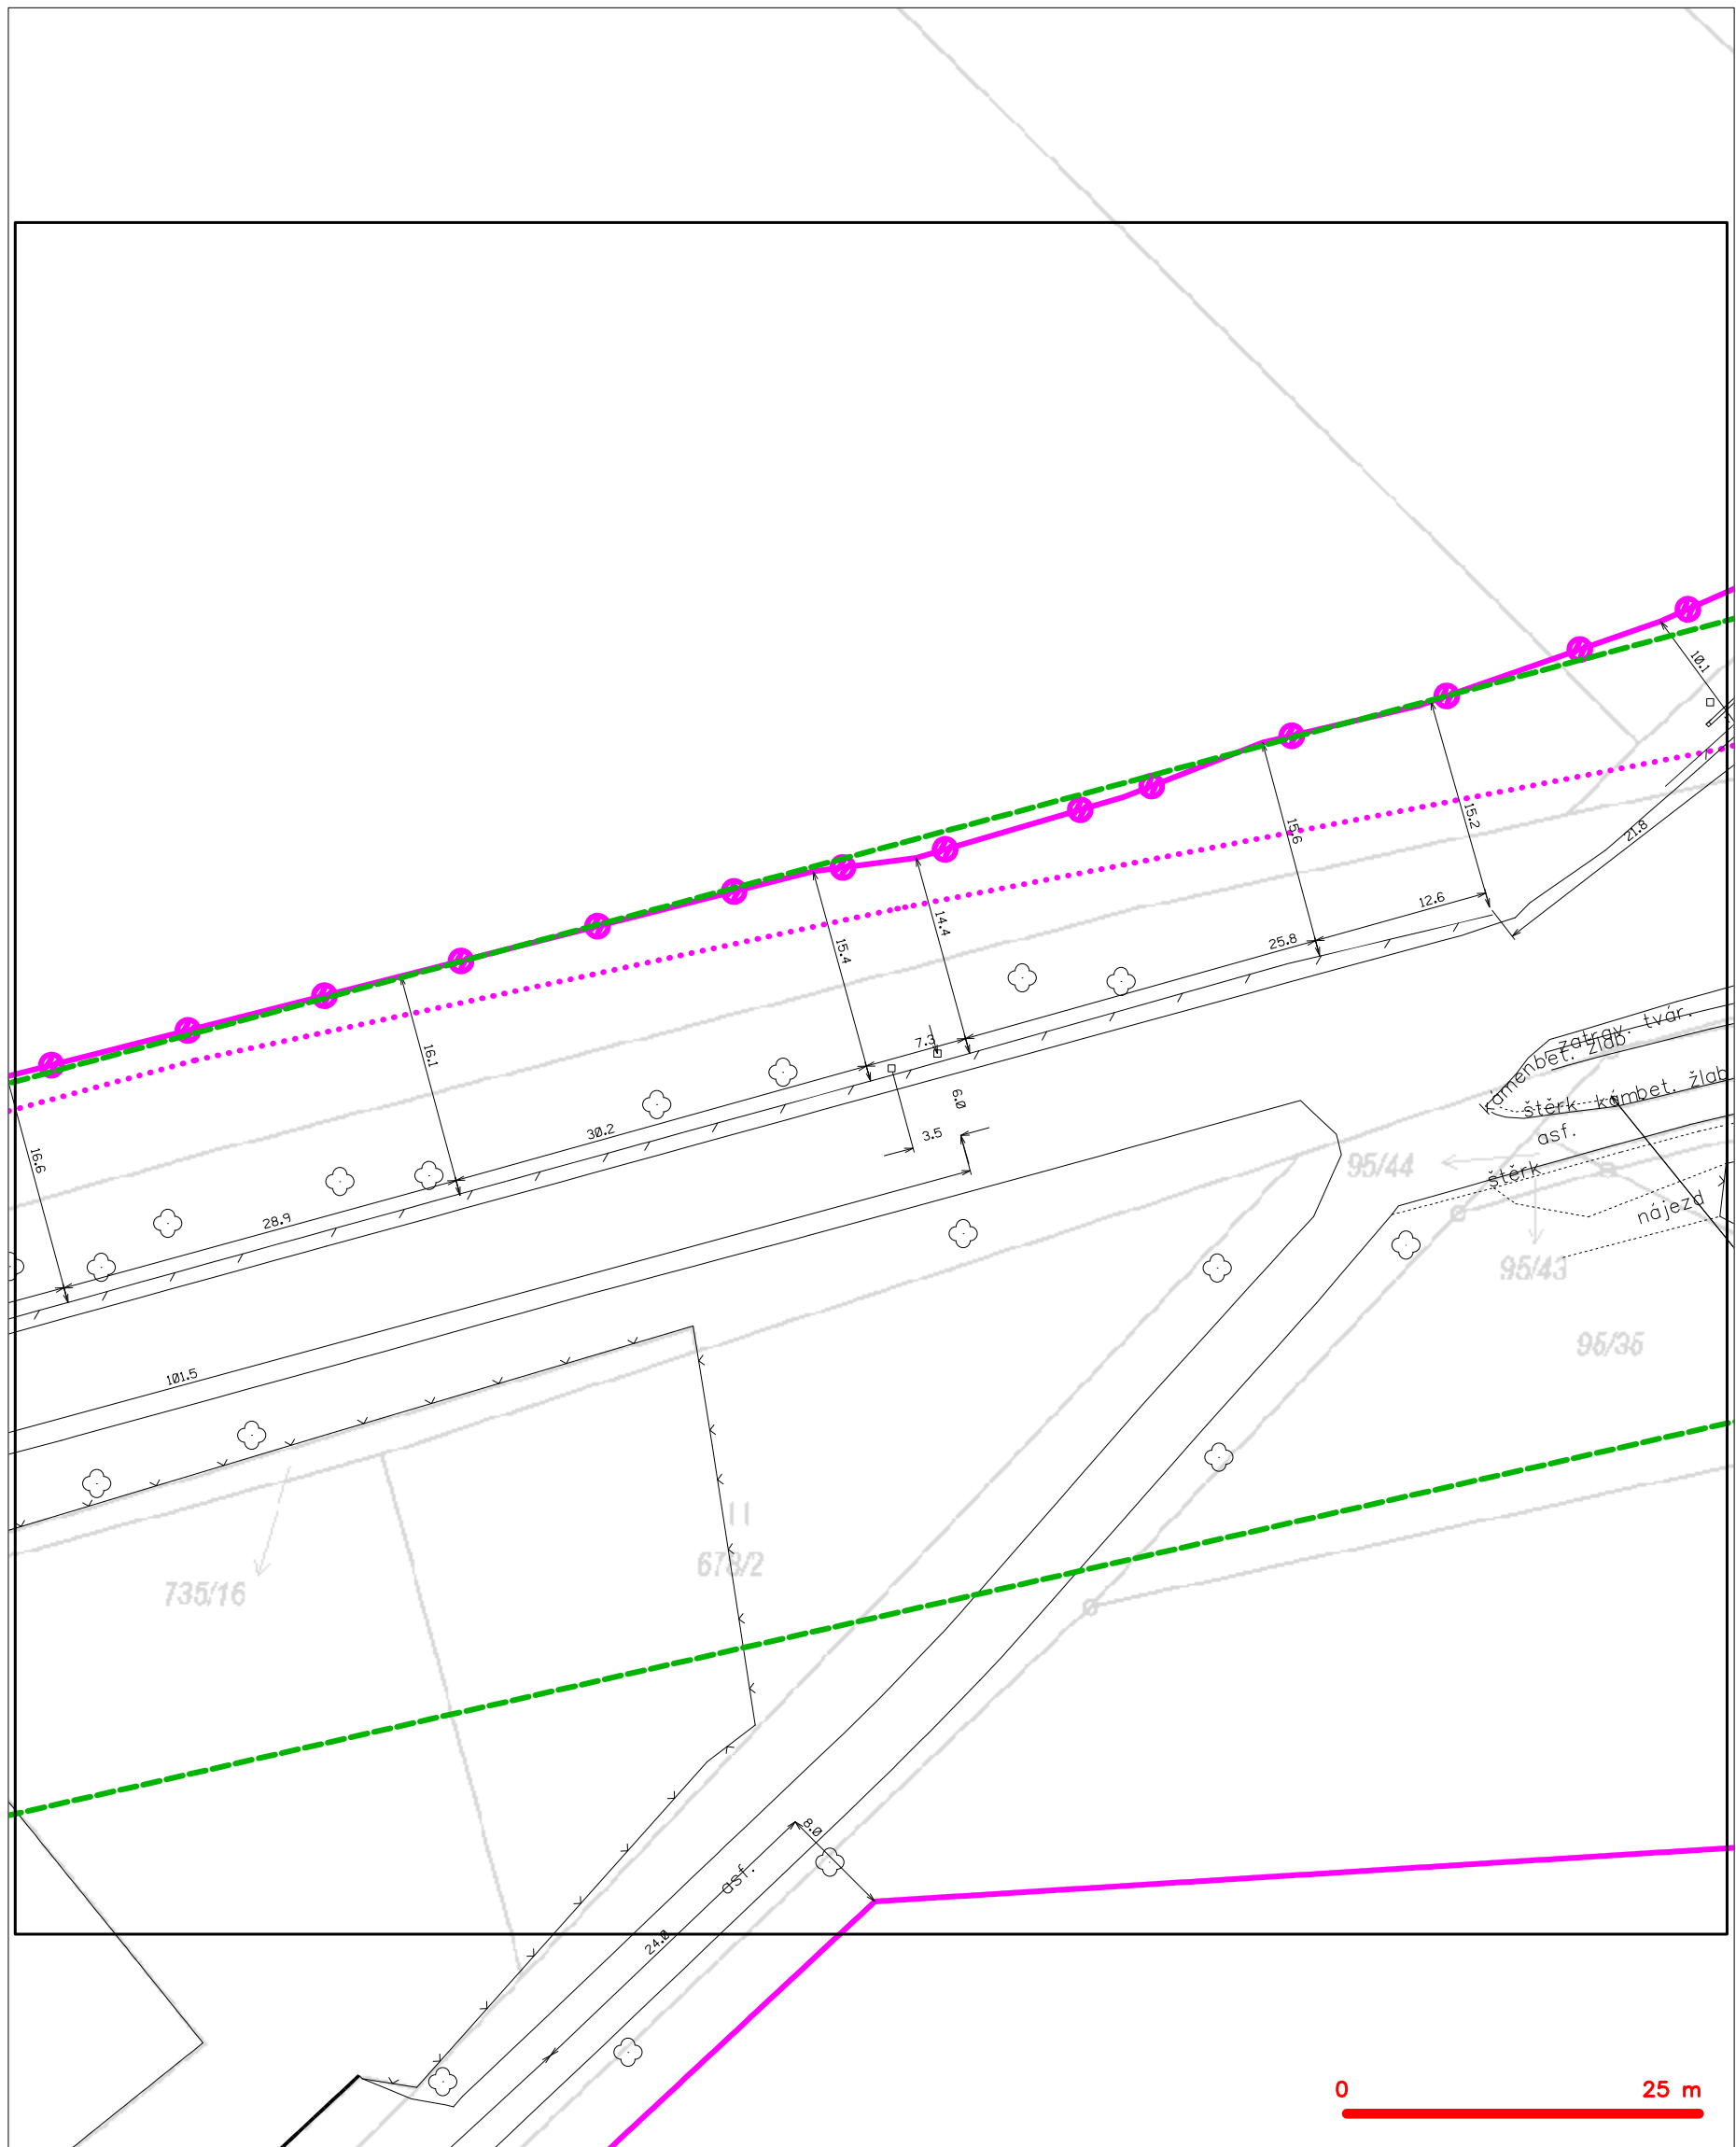 10.1
15.2
15.6
21.8
14.4
12.6
15.4
25.8
16.1
7.3
zatrav. tvár.
kamenbet. žlab
štěrk kambet. žlab
6.0
30.2
3.5
asf.
16.6
95/44
štěrk
28.9
nájezd
95/43
95/35
101.5
673/2
735/16
8.0
asf.
24.0
0 25 m